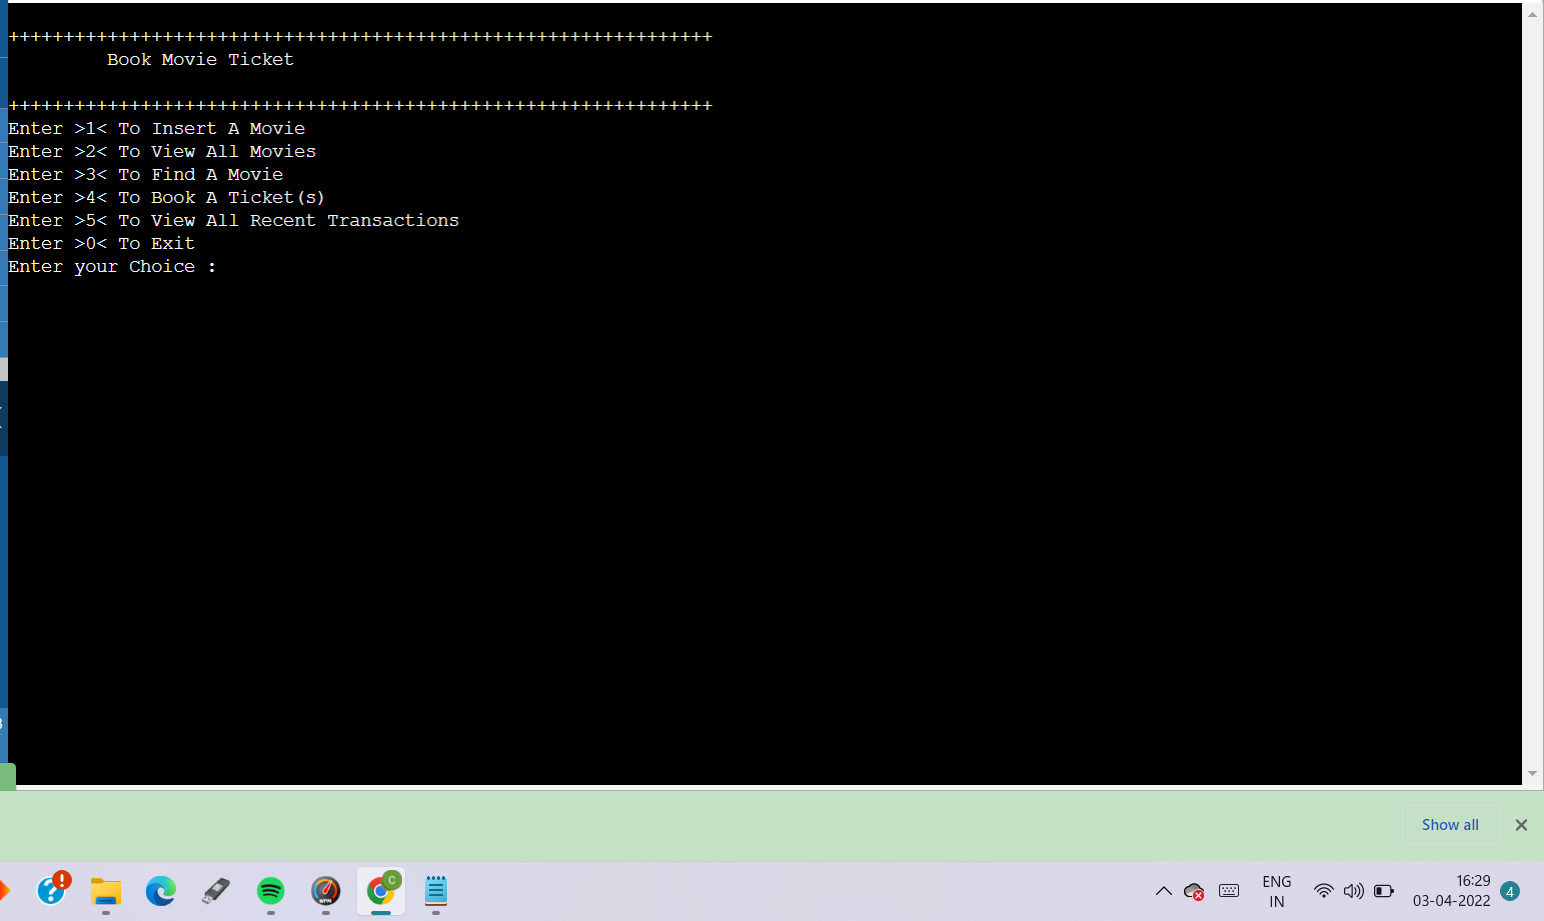 ++++++++++++++++++++++++++++++++++++++++++++++++++++++++++++++++
Book Movie Ticket
++++++++++++++++++++++++++++++++++++++++++++++++++++++++++++++++
Enter >1< To Insert A Movie
Enter >2< To View All Movies
Enter >3< To Find A Movie
Enter >4< To Book A Ticket(s)
Enter >5< To View All Recent Transactions
Enter >0< To Exit
Enter your Choice :
Show all
ENG
IN
16:29
03-04-2022
4